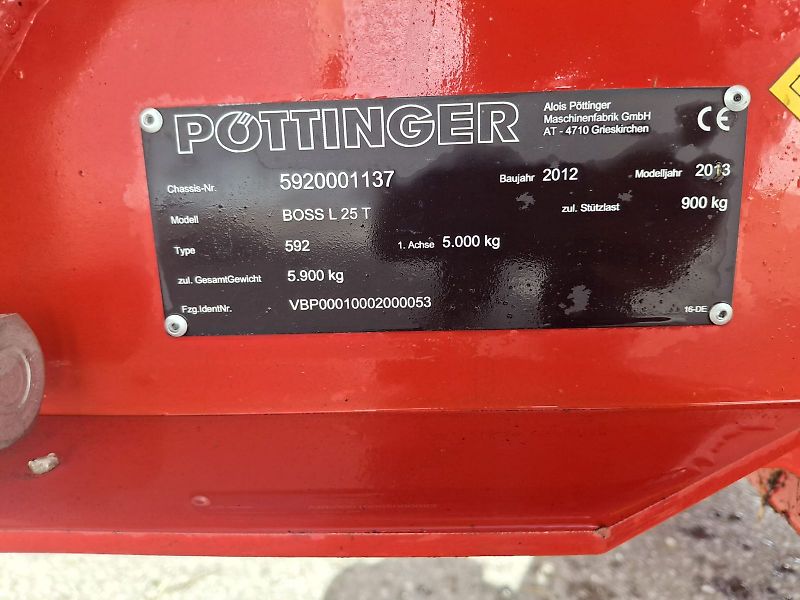 PÖTTINGER
Alois Pöttinger
Maschinenfabrik GmbH
AT - 4710 Grieskirchen
CE
Chassis-Nr. 5920001137 Baujahr 2012 Modelljahr 2013
Modell BOSS L 25 T zul. Stützlast 900 kg
Type 592 1. Achse 5.000 kg
zul. GesamtGewicht 5.900 kg
Fzg.IdentNr. VBP00010002000053
16-DE